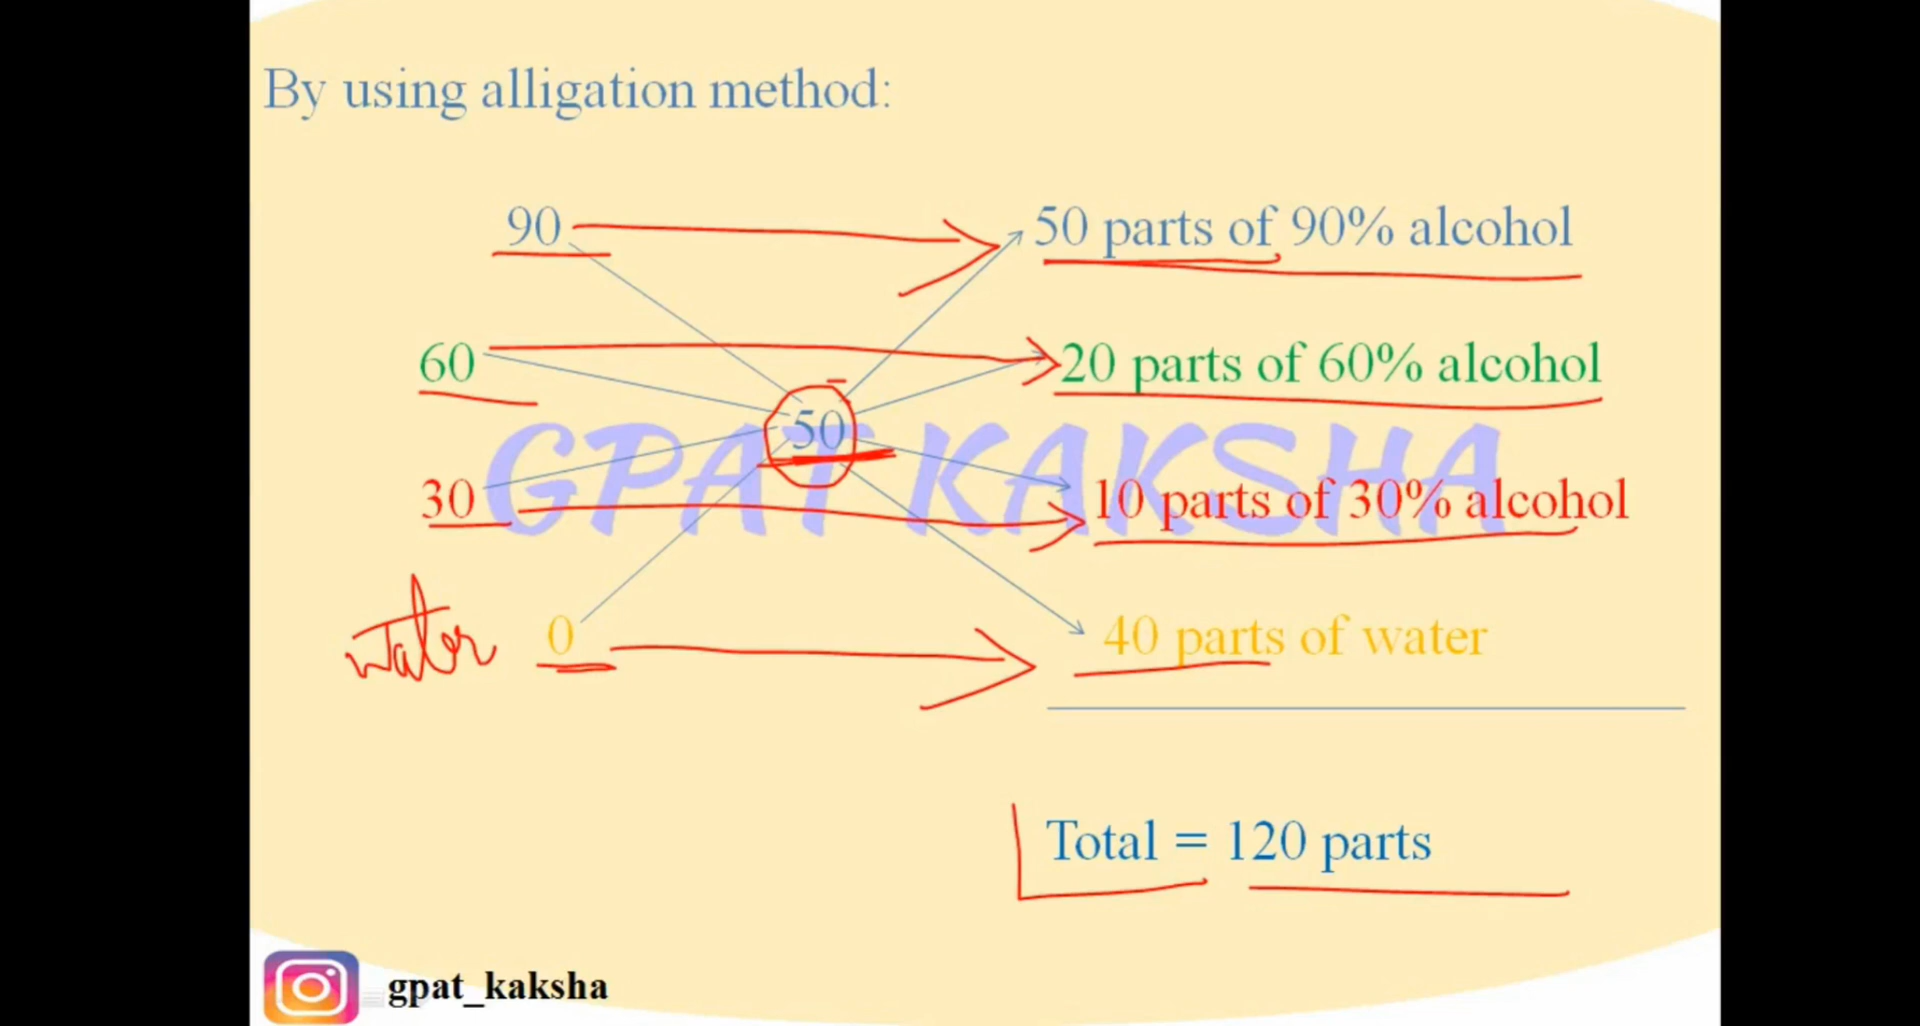 By using alligation method:
90
50 parts of 90% alcohol
60
20 parts of 60% alcohol
50
GPAT KAKSHA
30
10 parts of 30% alcohol
water
0
40 parts of water
Total = 120 parts
gpat_kaksha